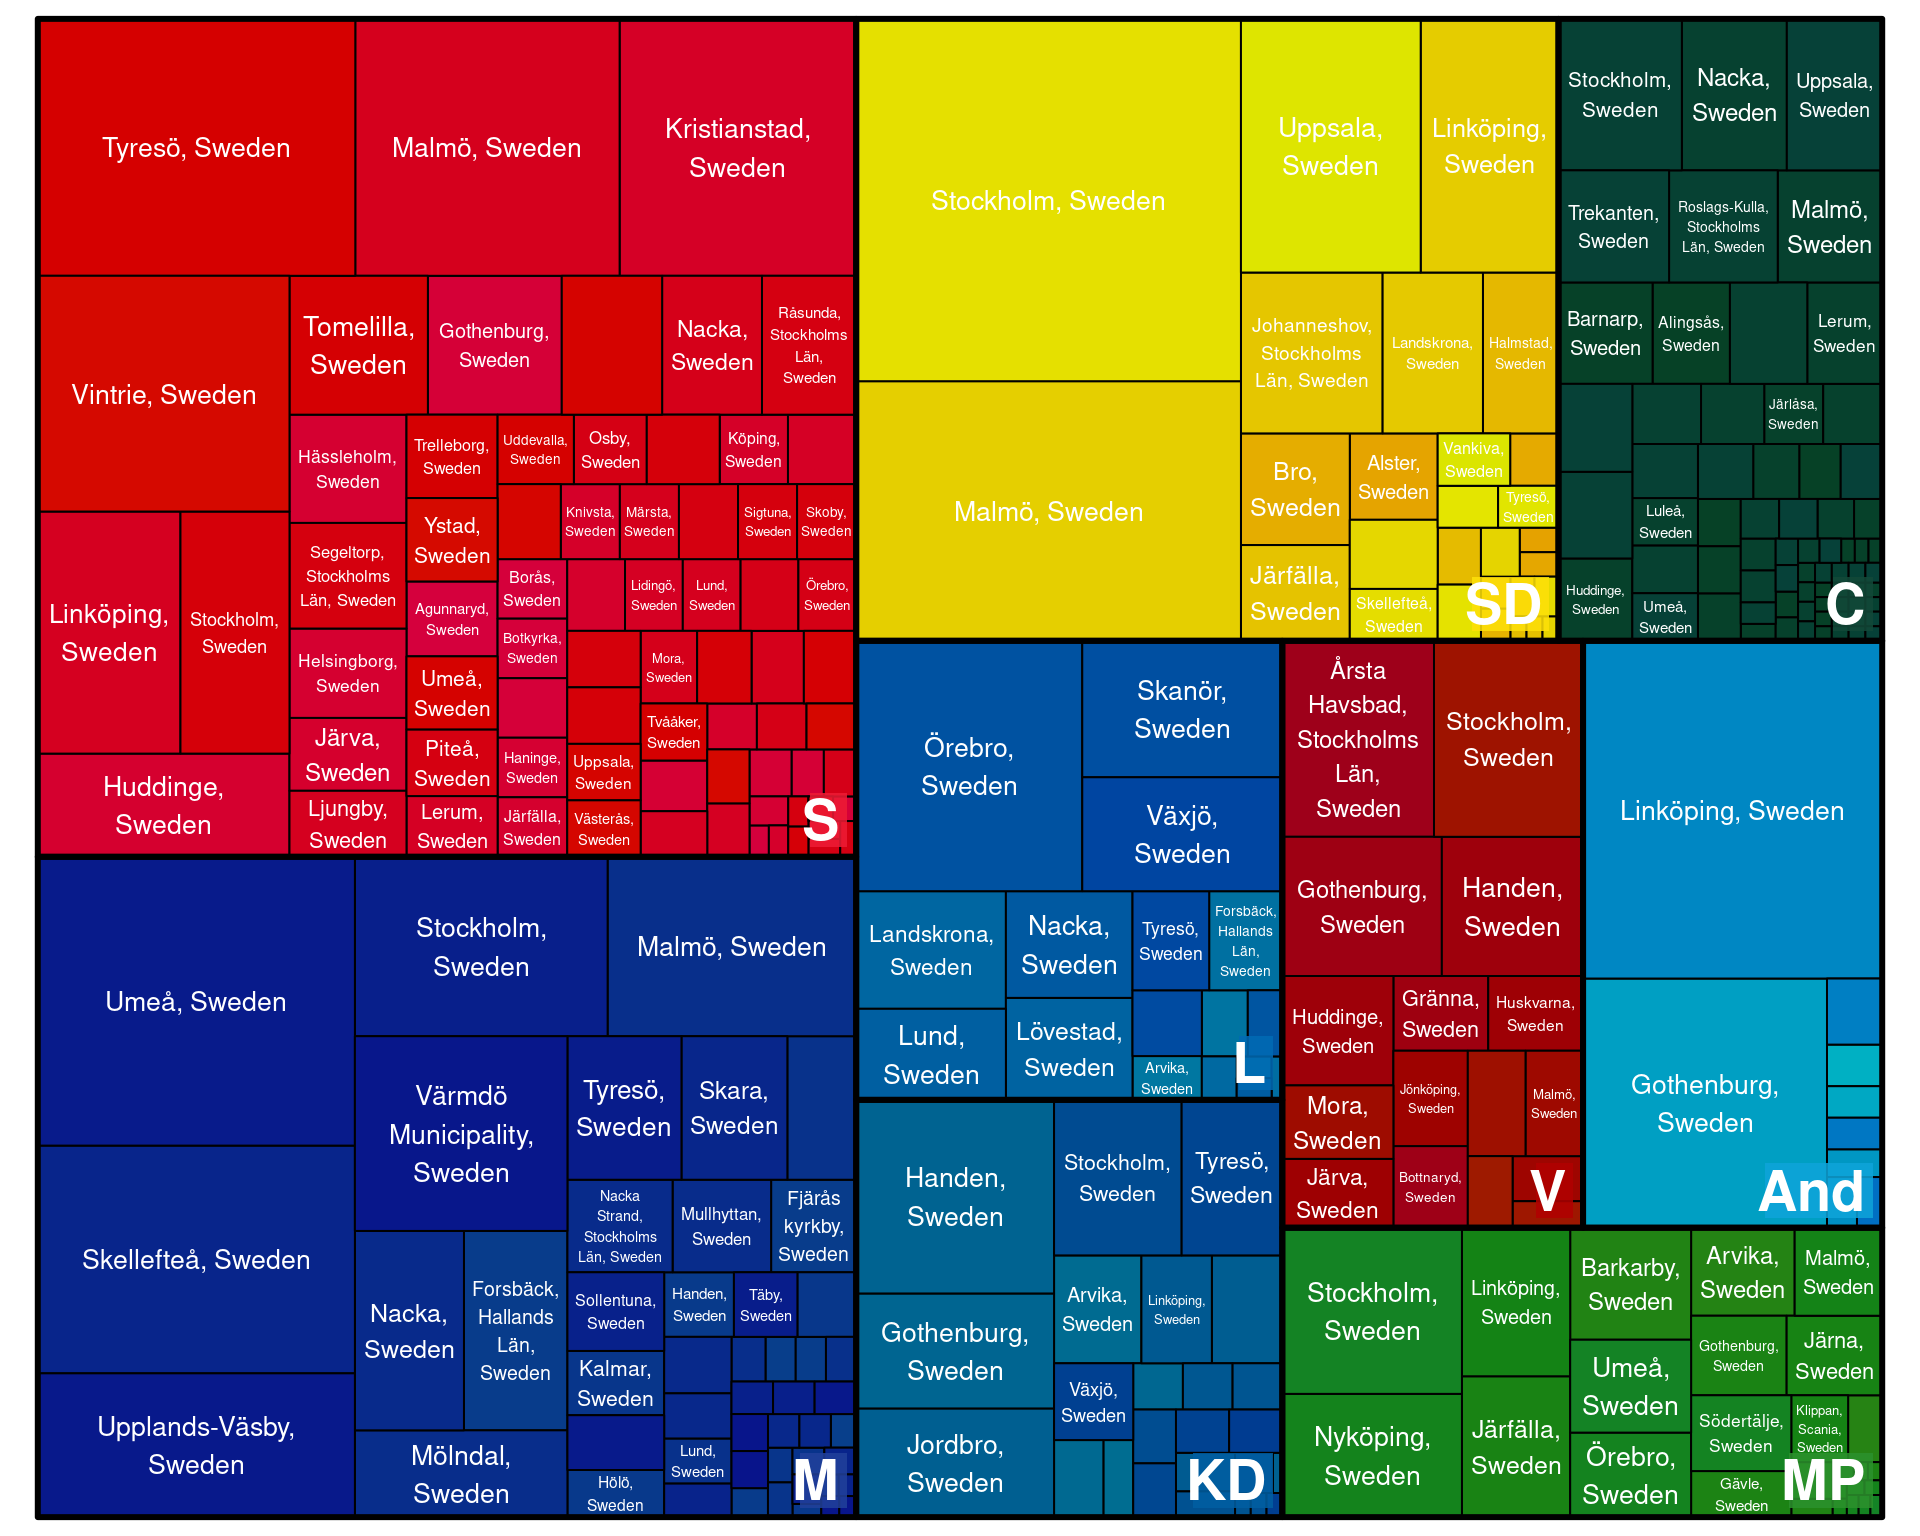 Tyresö, Sweden
Malmö, Sweden
Kristianstad,
Sweden
Vintrie, Sweden
Tomelilla,
Sweden
Gothenburg,
Sweden
Nacka,
Sweden
Råsunda,
Stockholms
Län,
Sweden
Linköping,
Sweden
Stockholm,
Sweden
Huddinge,
Sweden
Hässleholm,
Sweden
Segeltorp,
Stockholms
Län, Sweden
Helsingborg,
Sweden
Järva,
Sweden
Ljungby,
Sweden
Trelleborg,
Sweden
Ystad,
Sweden
Agunnaryd,
Sweden
Umeå,
Sweden
Piteå,
Sweden
Lerum,
Sweden
Uddevalla,
Sweden
Osby,
Sweden
Köping,
Sweden
Knivsta,
Sweden
Märsta,
Sweden
Sigtuna,
Sweden
Skoby,
Sweden
Borås,
Sweden
Botkyrka,
Sweden
Haninge,
Sweden
Järfälla,
Sweden
Lidingö,
Sweden
Lund,
Sweden
Örebro,
Sweden
Mora,
Sweden
Tvååker,
Sweden
Uppsala,
Sweden
Västerås,
Sweden
S
Stockholm, Sweden
Malmö, Sweden
Uppsala,
Sweden
Linköping,
Sweden
Johanneshov,
Stockholms
Län, Sweden
Landskrona,
Sweden
Halmstad,
Sweden
Bro,
Sweden
Järfälla,
Sweden
Alster,
Sweden
Skellefteå,
Sweden
Vankiva,
Sweden
Tyresö,
Sweden
SD
Stockholm,
Sweden
Nacka,
Sweden
Uppsala,
Sweden
Trekanten,
Sweden
Roslags-Kulla,
Stockholms
Län, Sweden
Malmö,
Sweden
Barnarp,
Sweden
Alingsås,
Sweden
Lerum,
Sweden
Järlåsa,
Sweden
Luleå,
Sweden
Huddinge,
Sweden
Umeå,
Sweden
C
Umeå, Sweden
Skellefteå, Sweden
Upplands-Väsby,
Sweden
Stockholm,
Sweden
Malmö, Sweden
Värmdö
Municipality,
Sweden
Tyresö,
Sweden
Skara,
Sweden
Nacka
Strand,
Stockholms
Län, Sweden
Mullhyttan,
Sweden
Fjärås
kyrkby,
Sweden
Nacka,
Sweden
Forsbäck,
Hallands
Län,
Sweden
Mölndal,
Sweden
Sollentuna,
Sweden
Handen,
Sweden
Täby,
Sweden
Kalmar,
Sweden
Lund,
Sweden
Hölö,
Sweden
M
Örebro,
Sweden
Skanör,
Sweden
Växjö,
Sweden
Landskrona,
Sweden
Nacka,
Sweden
Tyresö,
Sweden
Forsbäck,
Hallands
Län,
Sweden
Lund,
Sweden
Lövestad,
Sweden
Arvika,
Sweden
L
Handen,
Sweden
Gothenburg,
Sweden
Jordbro,
Sweden
Stockholm,
Sweden
Tyresö,
Sweden
Arvika,
Sweden
Linköping,
Sweden
Växjö,
Sweden
KD
Årsta
Havsbad,
Stockholms
Län,
Sweden
Stockholm,
Sweden
Gothenburg,
Sweden
Handen,
Sweden
Huddinge,
Sweden
Gränna,
Sweden
Huskvarna,
Sweden
Mora,
Sweden
Järva,
Sweden
Jönköping,
Sweden
Malmö,
Sweden
Bottnaryd,
Sweden
V
Linköping, Sweden
Gothenburg,
Sweden
And
Stockholm,
Sweden
Nyköping,
Sweden
Linköping,
Sweden
Järfälla,
Sweden
Barkarby,
Sweden
Umeå,
Sweden
Örebro,
Sweden
Arvika,
Sweden
Malmö,
Sweden
Gothenburg,
Sweden
Järna,
Sweden
Södertälje,
Sweden
Klippan,
Scania,
Sweden
Gävle,
Sweden
MP